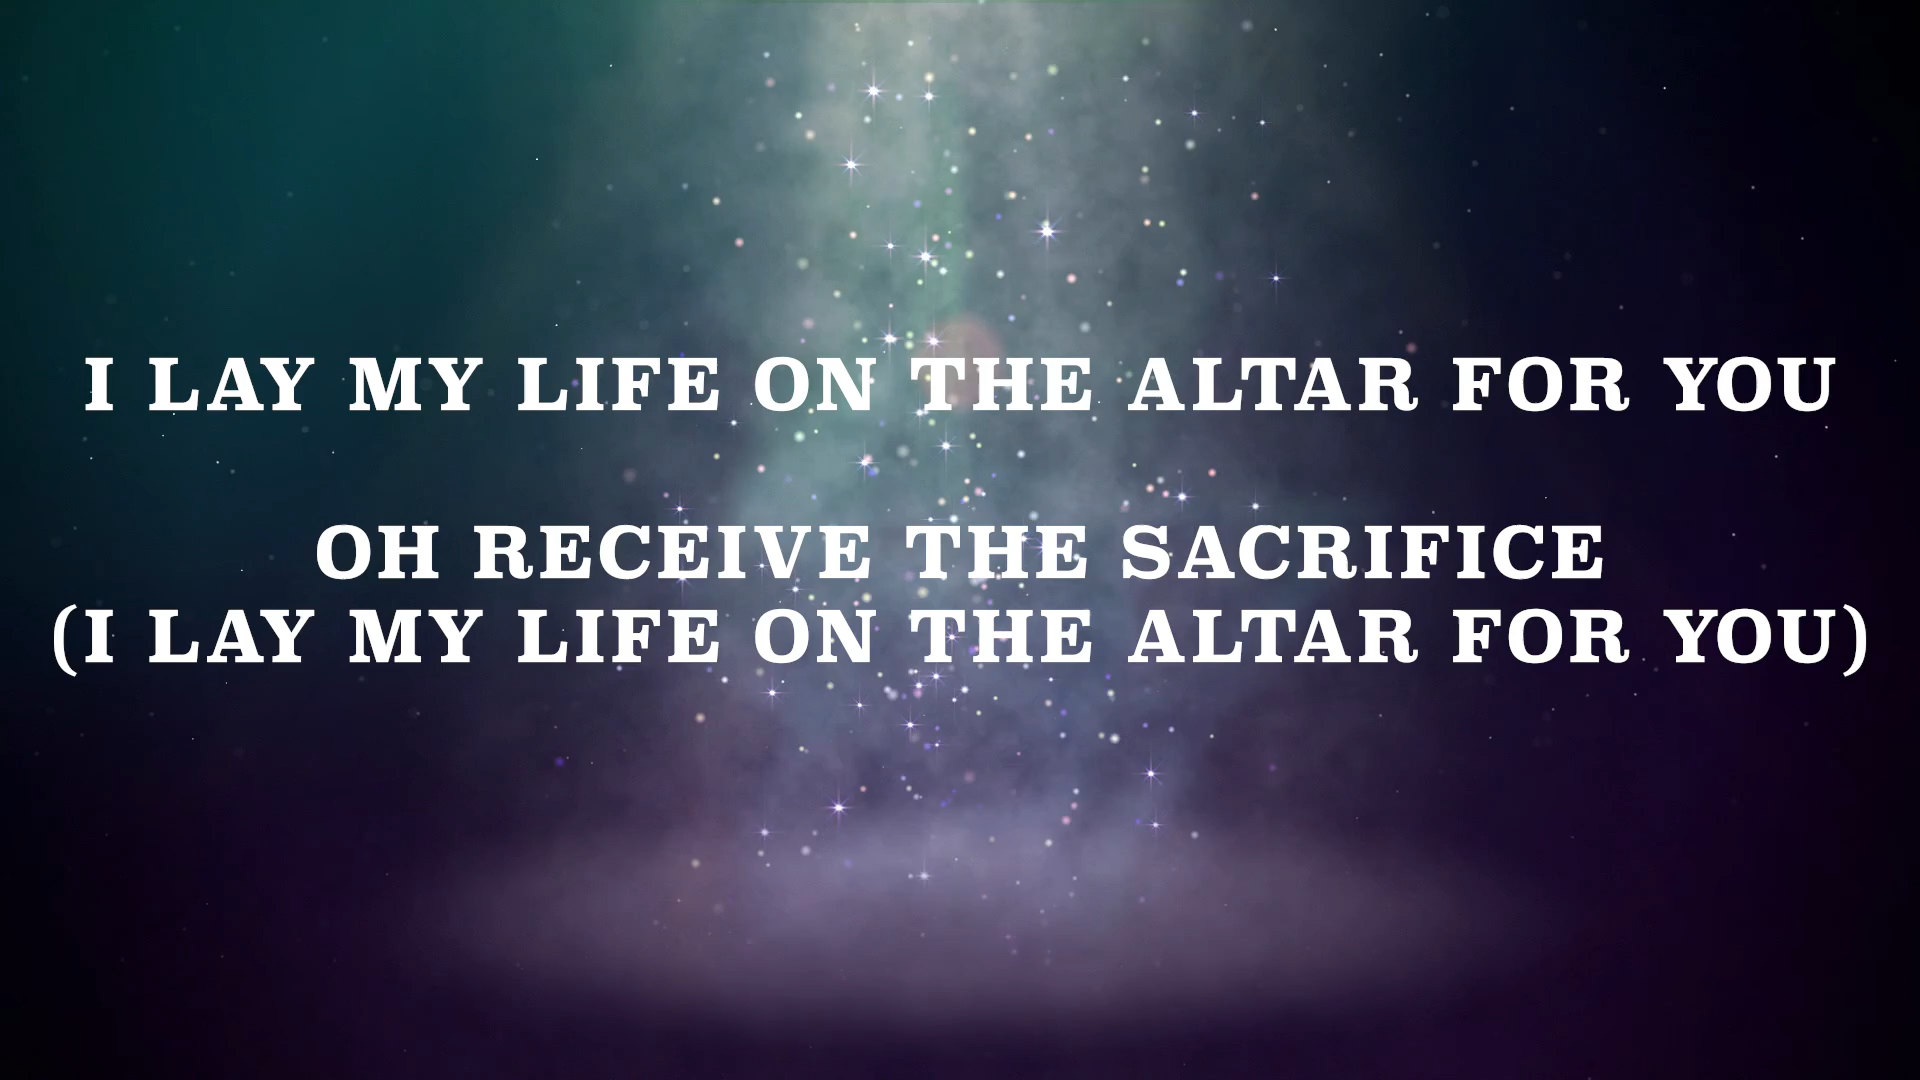 I LAY MY LIFE ON THE ALTAR FOR YOU
OH RECEIVE THE SACRIFICE
(I LAY MY LIFE ON THE ALTAR FOR YOU)